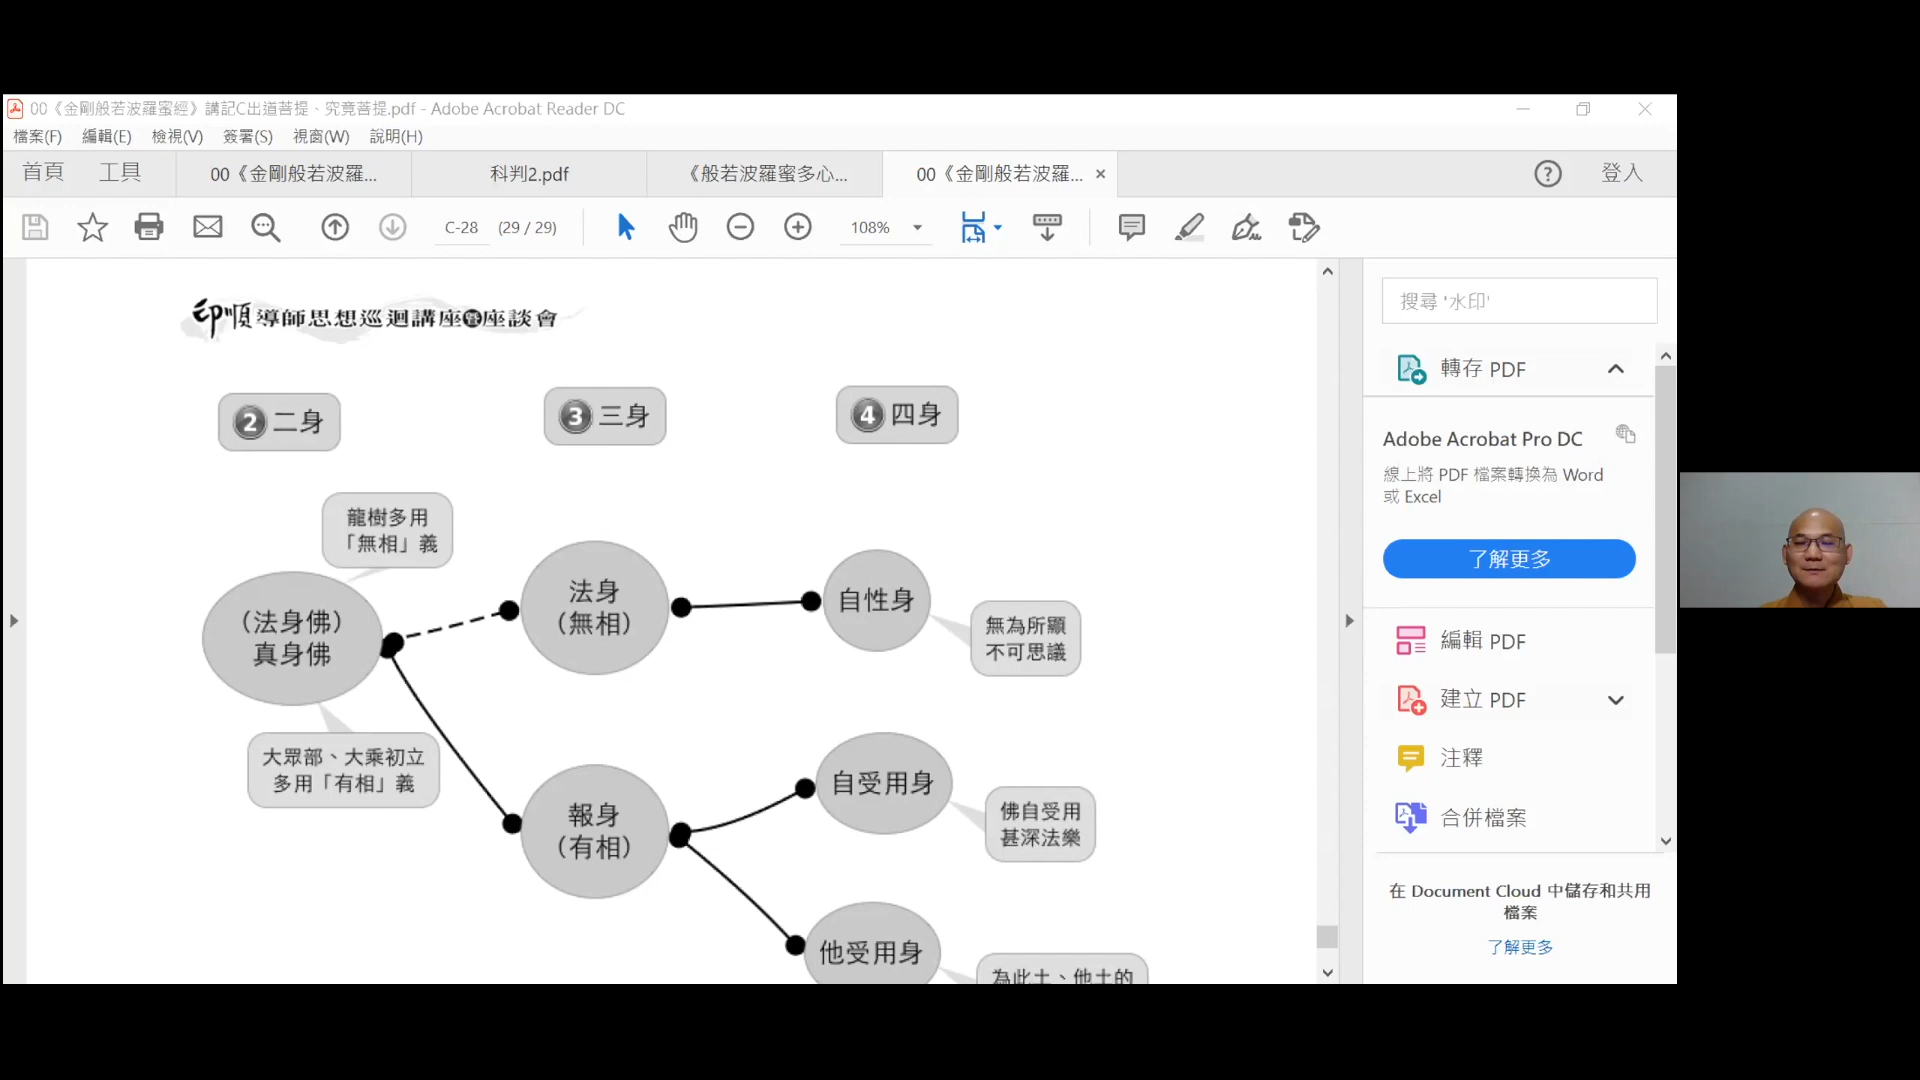 00《金剛般若波羅蜜經》講記C出道菩提、究竟菩提.pdf - Adobe Acrobat Reader DC
檔案(F) 編輯(E) 檢視(V) 簽署(S) 視窗(W) 說明(H)
首頁 工具 00《金剛般若波羅... 科判2.pdf 《般若波羅蜜多心... 00《金剛般若波羅... × ? 登入
C-28 (29 / 29) 108%
印順導師思想巡迴講座暨座談會
2 二身
3 三身
4 四身
龍樹多用
「無相」義
(法身佛)
真身佛
大眾部、大乘初立
多用「有相」義
法身
(無相)
自性身
無為所顯
不可思議
報身
(有相)
自受用身
佛自受用
甚深法樂
他受用身
為此土、他土的
搜尋 '水印'
轉存 PDF
Adobe Acrobat Pro DC
線上將 PDF 檔案轉換為 Word
或 Excel
了解更多
編輯 PDF
建立 PDF
注釋
合併檔案
在 Document Cloud 中儲存和共用
檔案
了解更多